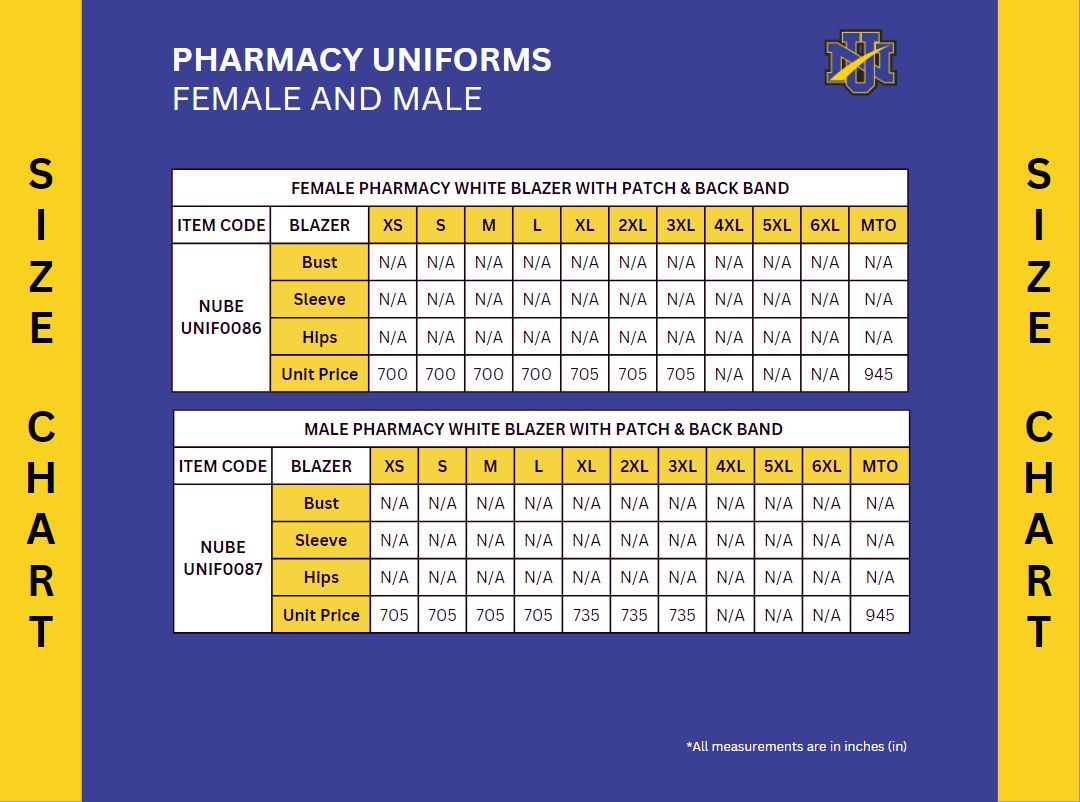 PHARMACY UNIFORMS
FEMALE AND MALE
NU
SIZE CHART
FEMALE PHARMACY WHITE BLAZER WITH PATCH & BACK BAND
ITEM CODE BLAZER XS S M L XL 2XL 3XL 4XL 5XL 6XL MTO
NUBE UNIF0086
Bust N/A N/A N/A N/A N/A N/A N/A N/A N/A N/A N/A
Sleeve N/A N/A N/A N/A N/A N/A N/A N/A N/A N/A N/A
Hips N/A N/A N/A N/A N/A N/A N/A N/A N/A N/A N/A
Unit Price 700 700 700 700 705 705 705 N/A N/A N/A 945
MALE PHARMACY WHITE BLAZER WITH PATCH & BACK BAND
ITEM CODE BLAZER XS S M L XL 2XL 3XL 4XL 5XL 6XL MTO
NUBE UNIF0087
Bust N/A N/A N/A N/A N/A N/A N/A N/A N/A N/A N/A
Sleeve N/A N/A N/A N/A N/A N/A N/A N/A N/A N/A N/A
Hips N/A N/A N/A N/A N/A N/A N/A N/A N/A N/A N/A
Unit Price 705 705 705 705 735 735 735 N/A N/A N/A 945
*All measurements are in inches (in)
SIZE CHART